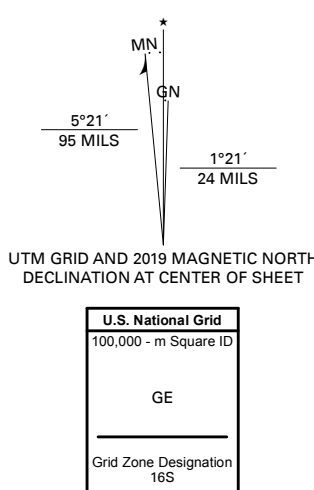 ★
M.N.
GN
5°21´
95 MILS
1°21´
24 MILS
UTM GRID AND 2019 MAGNETIC NORTH
DECLINATION AT CENTER OF SHEET
U.S. National Grid
100,000 - m Square ID
GE
Grid Zone Designation
16S